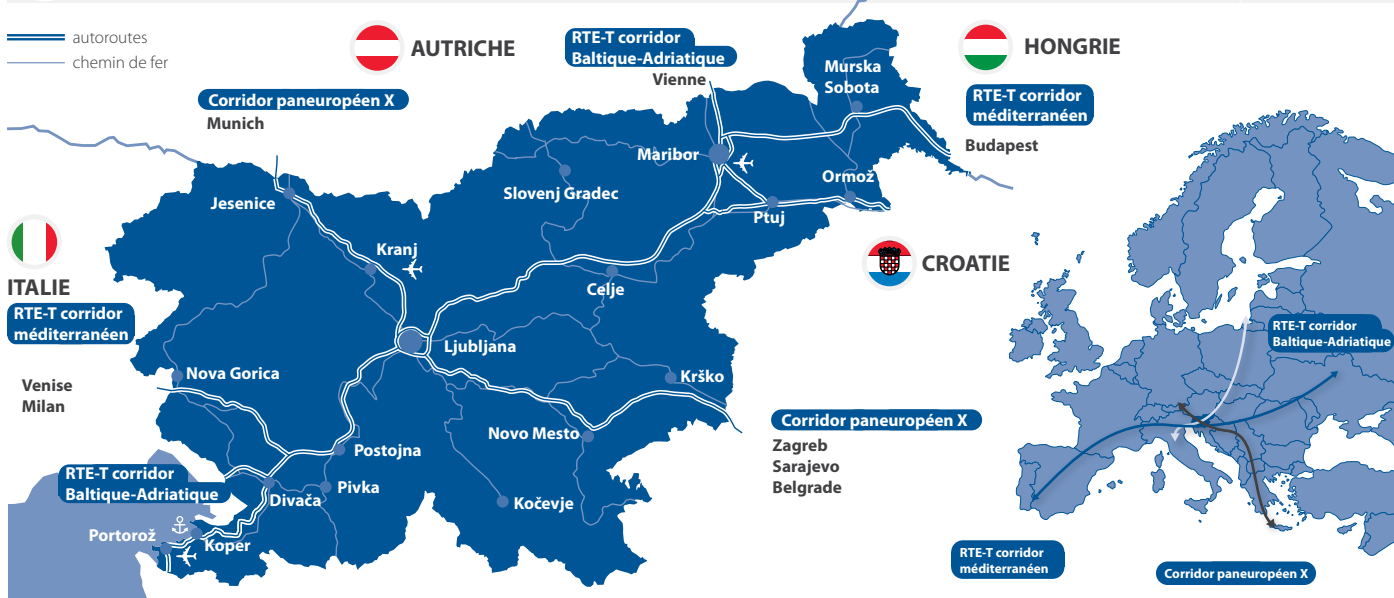 autoroutes
chemin de fer
AUTRICHE
RTE-T corridor
Baltique-Adriatique
Vienne
HONGRIE
RTE-T corridor
méditerranéen
Budapest
Corridor paneuropéen X
Munich
Murska
Sobota
Maribor
Ormož
Slovenj Gradec
Ptuj
Jesenice
Kranj
CROATIE
ITALIE
RTE-T corridor
méditerranéen
Venise
Milan
Celje
Ljubljana
Nova Gorica
Krško
Novo Mesto
Postojna
Corridor paneuropéen X
Zagreb
Sarajevo
Belgrade
RTE-T corridor
Baltique-Adriatique
Divača
Pivka
Kočevje
Portorož
Koper
RTE-T corridor
Baltique-Adriatique
RTE-T corridor
méditerranéen
Corridor paneuropéen X